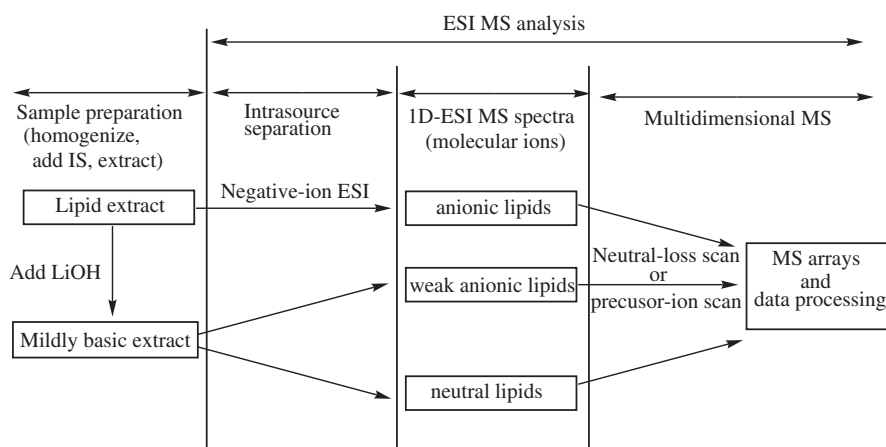 ESI MS analysis
Sample preparation
(homogenize,
add IS, extract)
Intrasource
separation
1D-ESI MS spectra
(molecular ions)
Multidimensional MS
Lipid extract
Negative-ion ESI
anionic lipids
Add LiOH
weak anionic lipids
Neutral-loss scan
or
precusor-ion scan
MS arrays
and
data processing
Mildly basic extract
neutral lipids